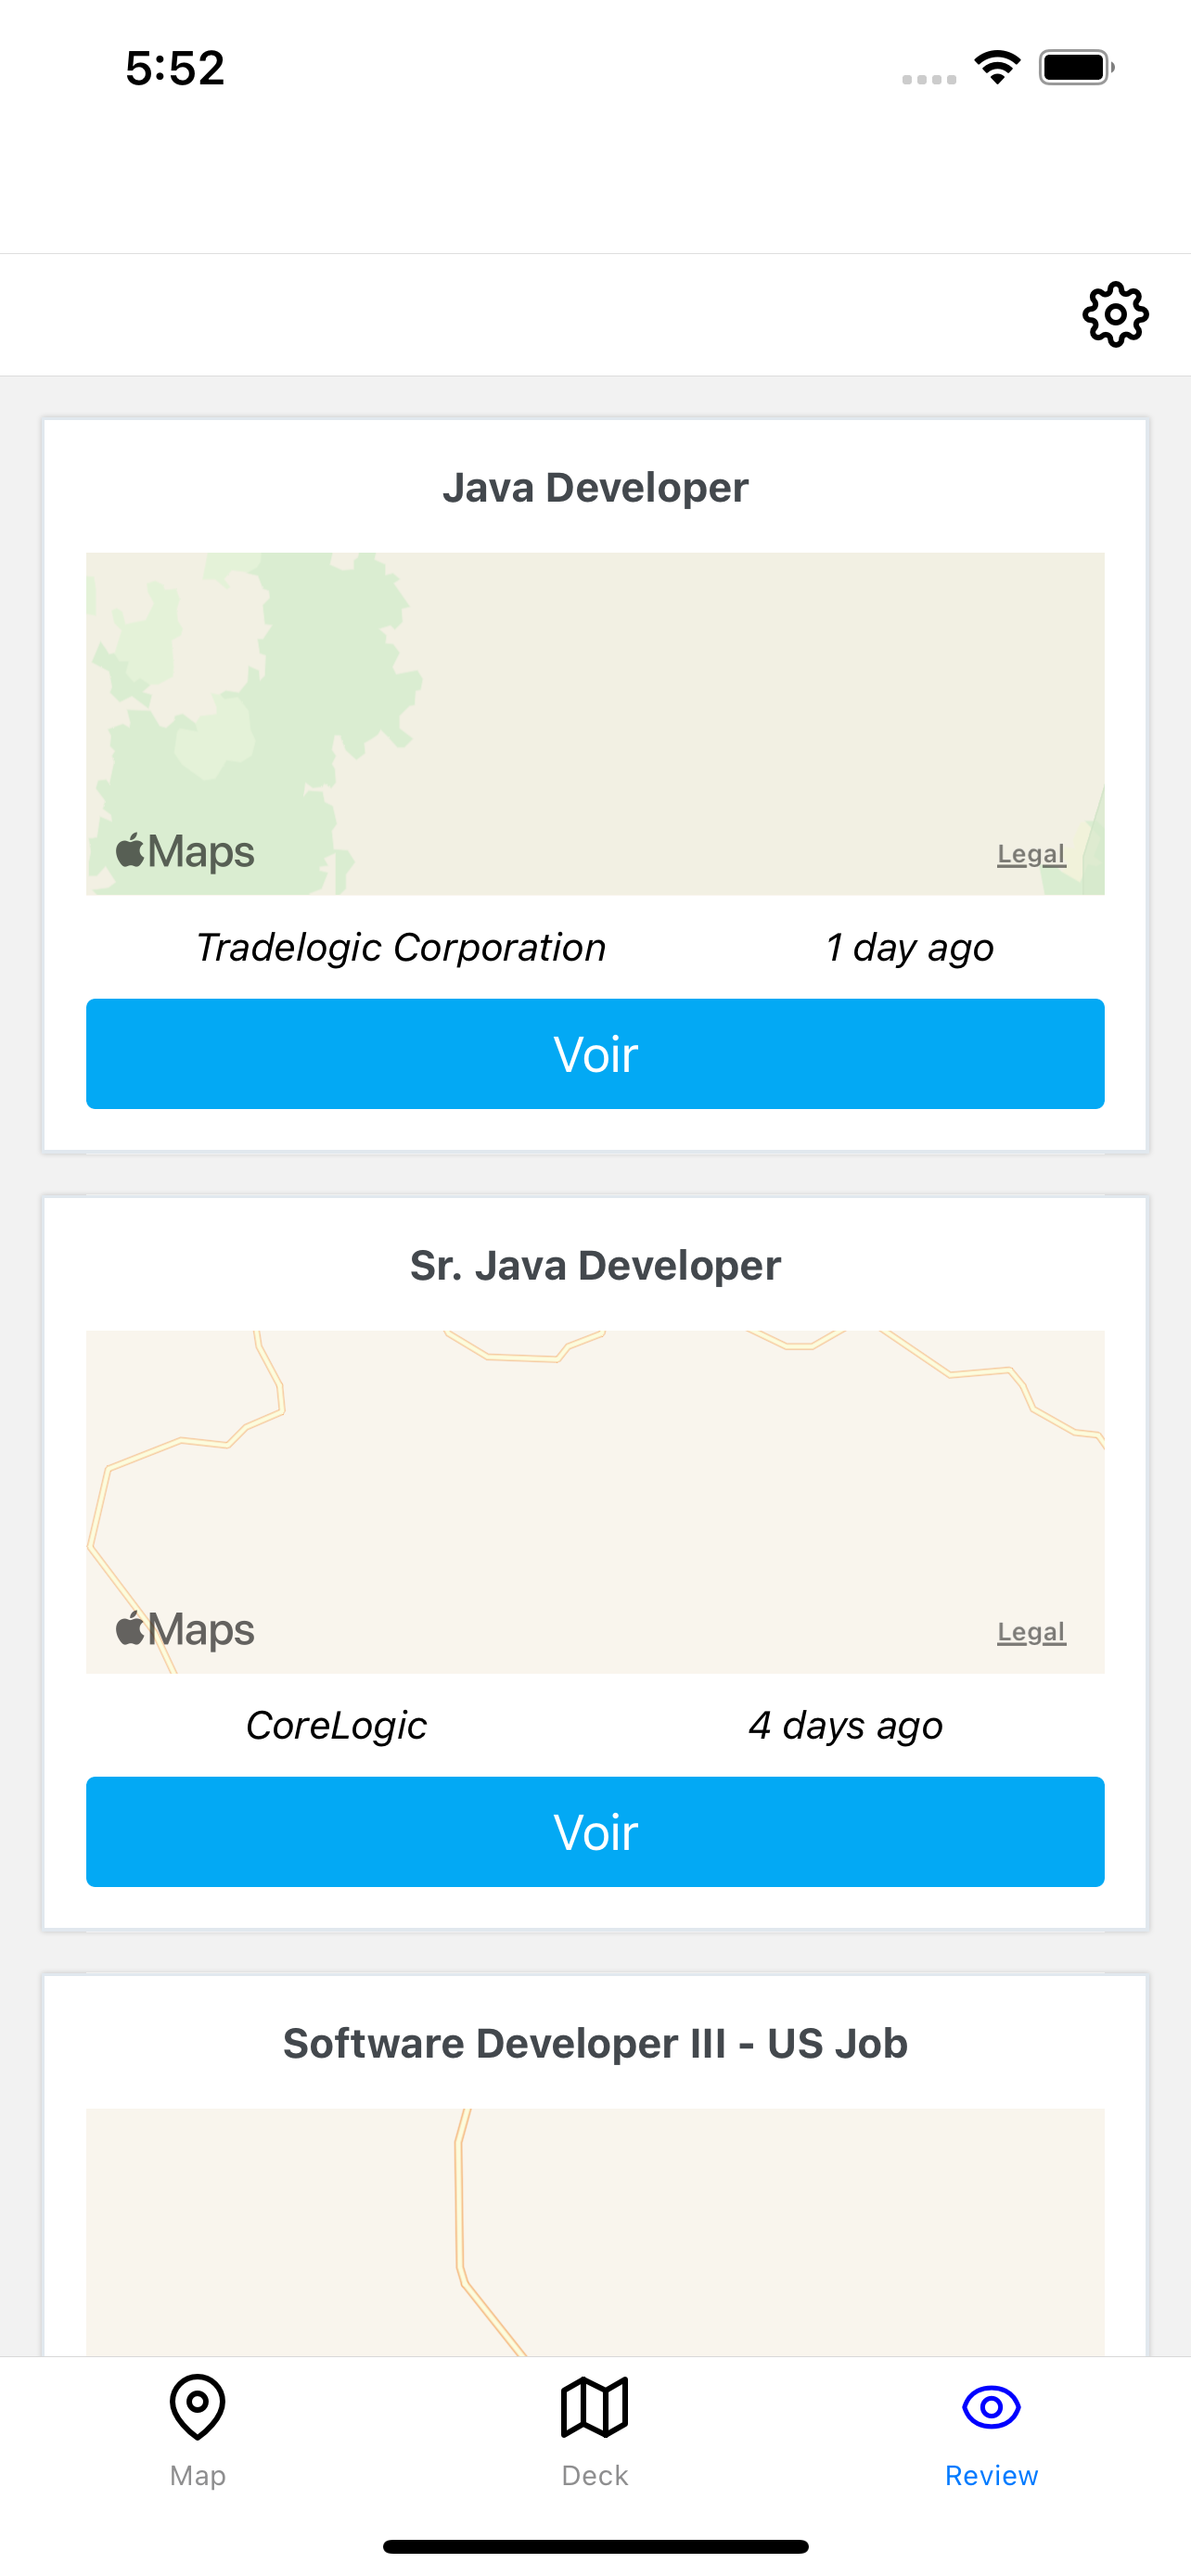 5:52
Java Developer
Maps
Legal
Tradelogic Corporation 1 day ago
Voir
Sr. Java Developer
Maps
Legal
CoreLogic 4 days ago
Voir
Software Developer III - US Job
Map Deck Review